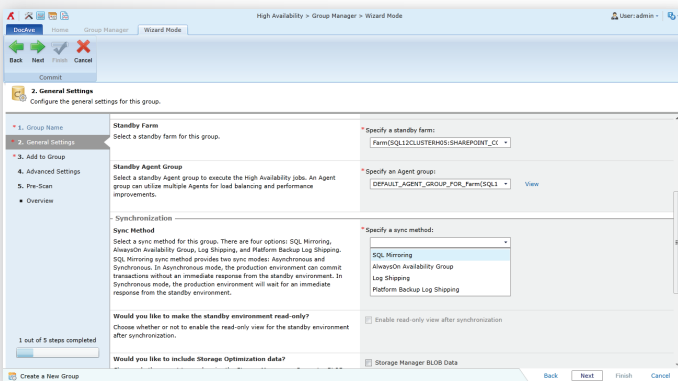 High Availability > Group Manager > Wizard Mode
User: admin
DocAve
Home
Group Manager
Wizard Mode
Back
Next
Finish
Cancel
Commit
2. General Settings
Configure the general settings for this group.
* 1. Group Name
* 2. General Settings
* 3. Add to Group
4. Advanced Settings
5. Pre-Scan
Overview
1 out of 5 steps completed
Standby Farm
Select a standby farm for this group.
* Specify a standby farm:
Farm(SQL12CLUSTERH05:SHAREPOINT_C(
Standby Agent Group
Select a standby Agent group to execute the High Availability jobs. An Agent
group can utilize multiple Agents for load balancing and performance
improvements.
* Specify an Agent group:
DEFAULT_AGENT_GROUP_FOR_Farm(SQL1
View
Synchronization
Sync Method
Select a sync method for this group. There are four options: SQL Mirroring,
AlwaysOn Availability Group, Log Shipping, and Platform Backup Log Shipping.
SQL Mirroring sync method provides two sync modes: Asynchronous and
Synchronous. In Asynchronous mode, the production environment can commit
transactions without an immediate response from the standby environment. In
Synchronous mode, the production environment will wait for an immediate
response from the standby environment.
* Specify a sync method:
SQL Mirroring
AlwaysOn Availability Group
Log Shipping
Platform Backup Log Shipping
Would you like to make the standby environment read-only?
Choose whether or not to enable the read-only view for the standby environment
after synchronization.
Enable read-only view after synchronization
Would you like to include Storage Optimization data?
Storage Manager BLOB Data
Create a New Group
Back
Next
Finish
Cancel